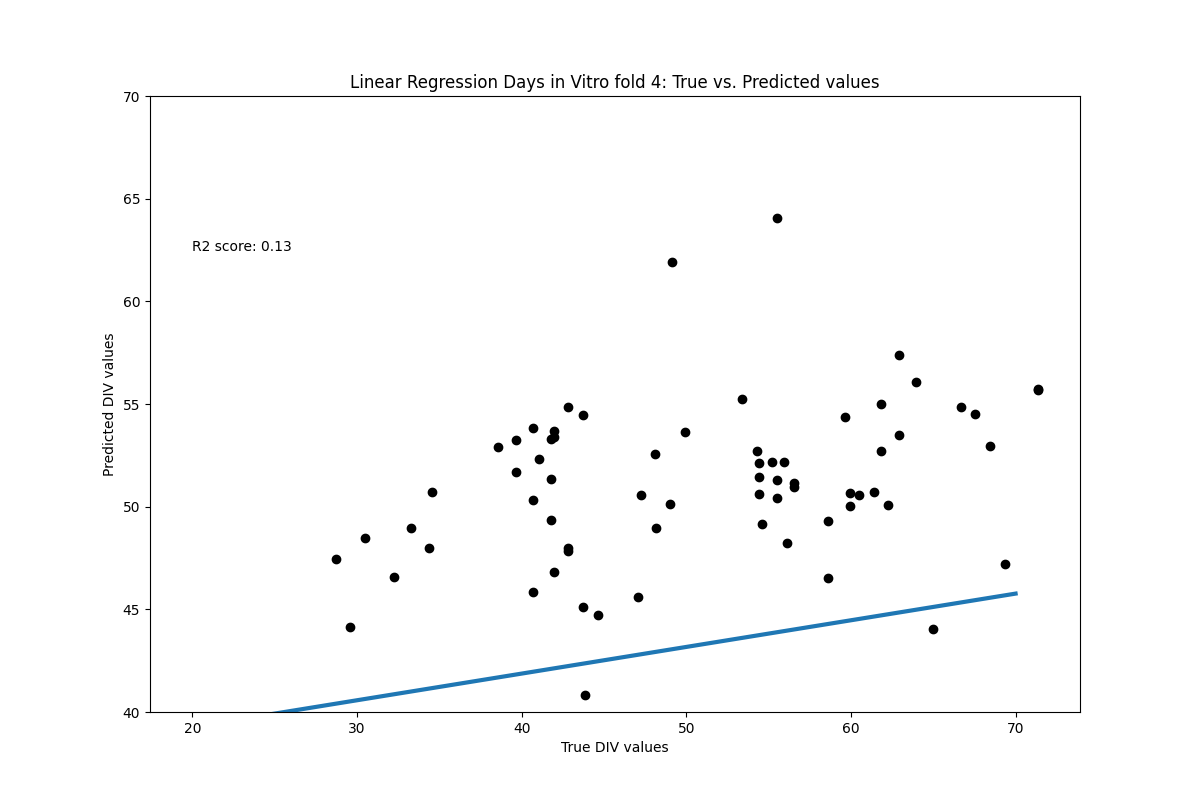 Linear Regression Days in Vitro fold 4: True vs. Predicted values
70
65
R2 score: 0.13
60
Predicted DIV values
55
50
45
40
20 30 40 50 60 70
True DIV values